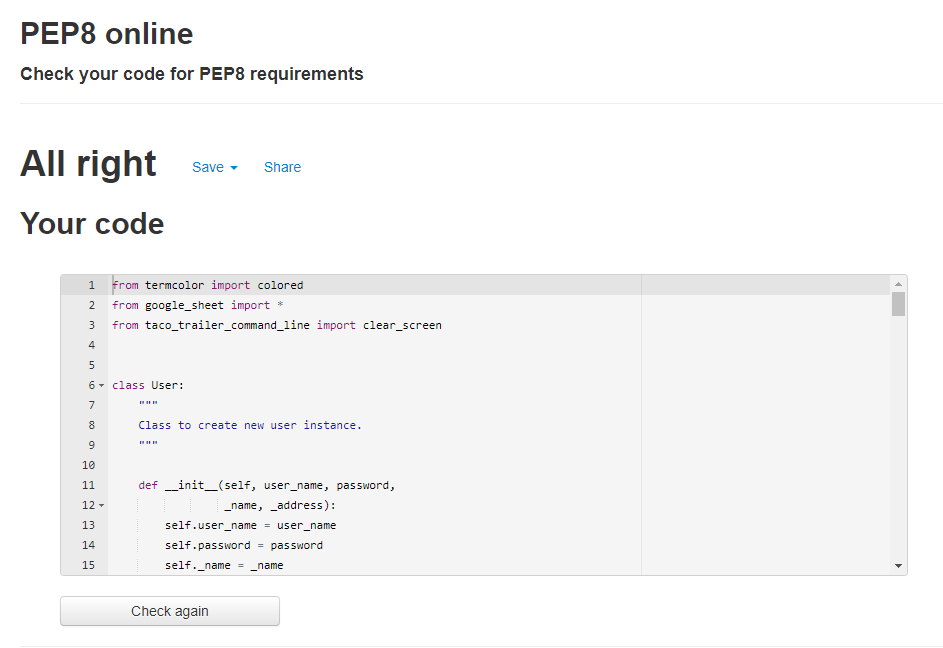 PEP8 online
Check your code for PEP8 requirements
All right Save Share
Your code
1 from termcolor import colored
2 from google_sheet import *
3 from taco_trailer_command_line import clear_screen
4
5
6 class User:
7 """
8 Class to create new user instance.
9 """
10
11 def __init__(self, user_name, password,
12 _name, _address):
13 self.user_name = user_name
14 self.password = password
15 self._name = _name
Check again